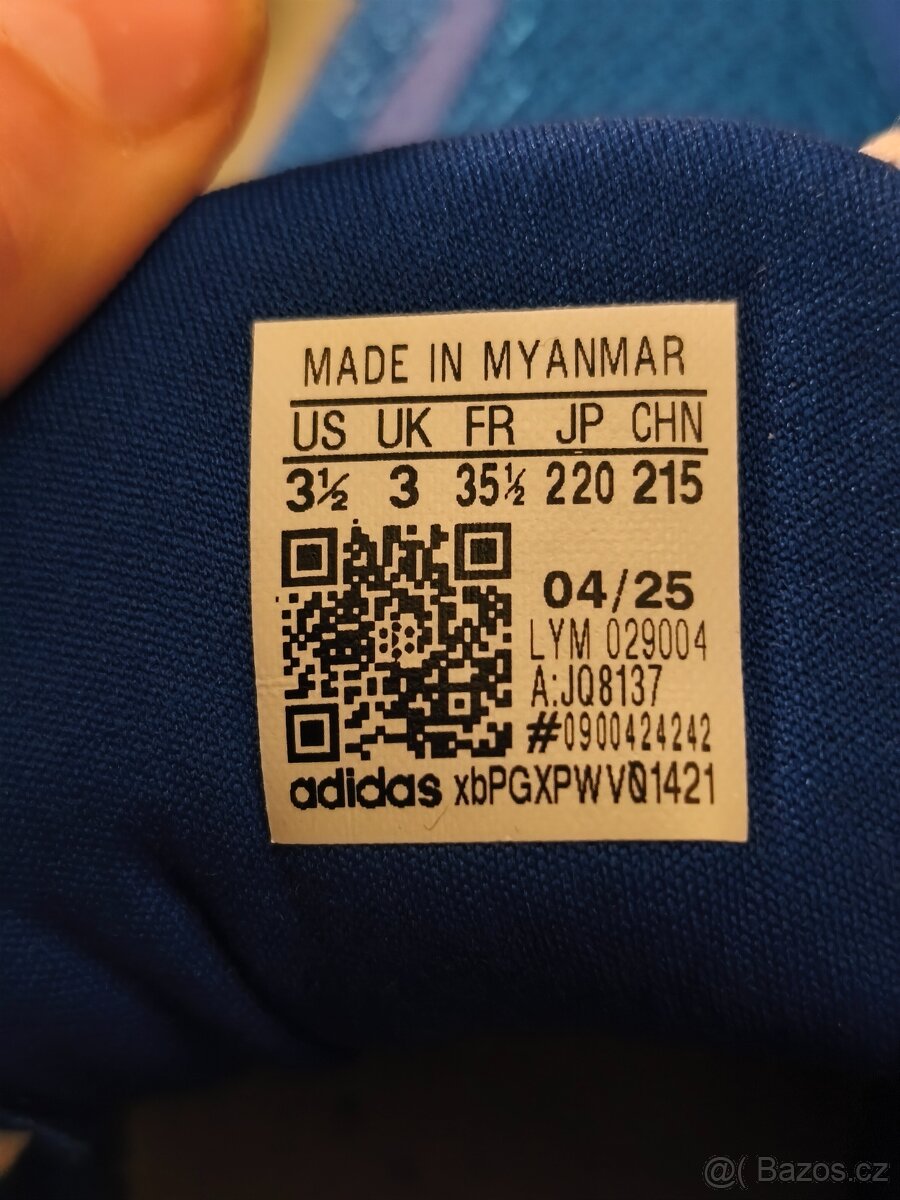 MADE IN MYANMAR
US UK FR JP CHN
3½ 3 35½ 220 215
04/25
LYM 029004
A:JQ8137
#0900424242
adidas xbPGXPWVQ1421
@( Bazos.cz